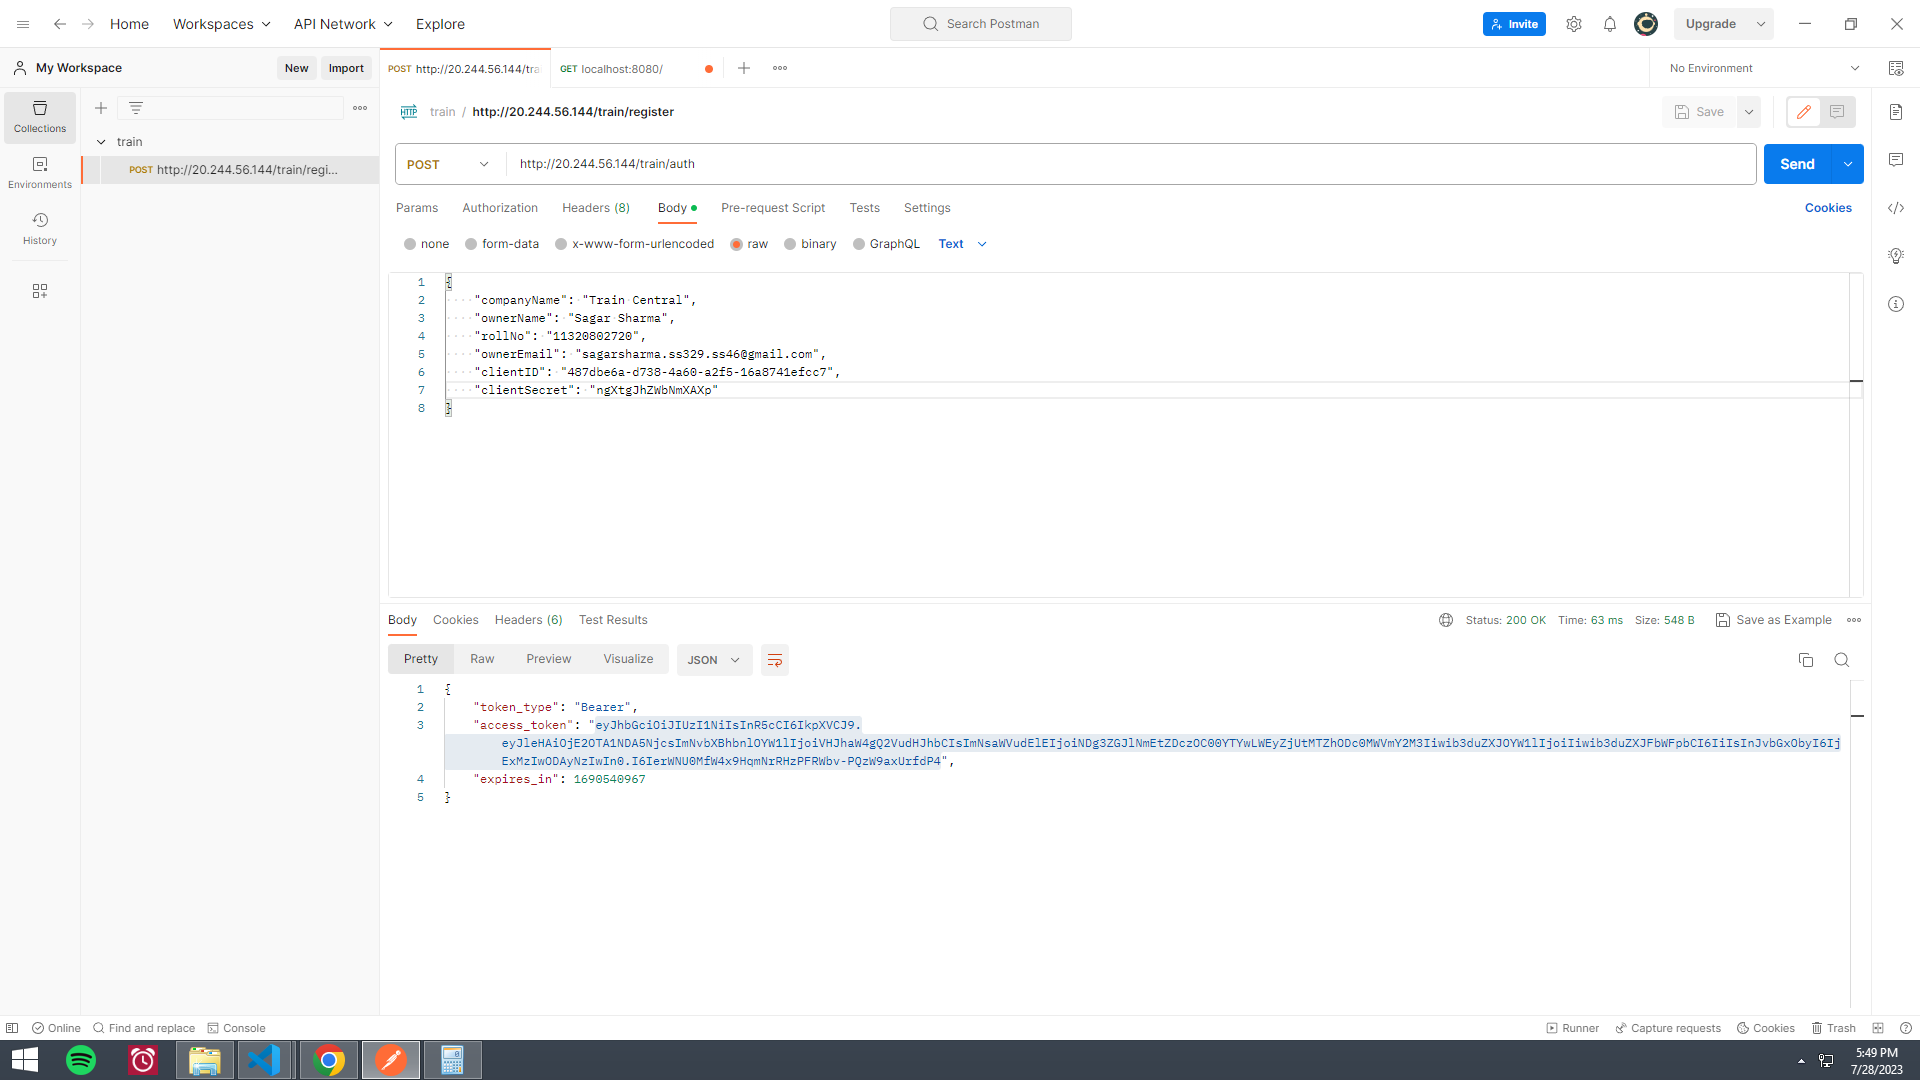 Home
Workspaces
API Network
Explore
Search Postman
Invite
Upgrade
My Workspace
New
Import
POST http://20.244.56.144/tra
GET localhost:8080/
No Environment
Collections
Environments
History
train
POST http://20.244.56.144/train/regi...
HTTP train / http://20.244.56.144/train/register
Save
POST
http://20.244.56.144/train/auth
Send
Params
Authorization
Headers (8)
Body
Pre-request Script
Tests
Settings
Cookies
none
form-data
x-www-form-urlencoded
raw
binary
GraphQL
Text
1 {
2 "companyName": "Train Central",
3 "ownerName": "Sagar Sharma",
4 "rollNo": "11320802720",
5 "ownerEmail": "sagarsharma.ss329.ss46@gmail.com",
6 "clientID": "487dbe6a-d738-4a60-a2f5-16a8741efcc7",
7 "clientSecret": "ngXtgJhZWbNmXAXp"
8 }
Body
Cookies
Headers (6)
Test Results
Status: 200 OK
Time: 63 ms
Size: 548 B
Save as Example
Pretty
Raw
Preview
Visualize
JSON
1 {
2 "token_type": "Bearer",
3 "access_token": "eyJhbGciOiJIUzI1NiIsInR5cCI6IkpXVCJ9.
eyJleHAiOjE2OTA1NDA5NjcsImNvbXBhbnlOYW1lIjoiVHJhaW4gQ2VudHJhbCIsImNsaWVudElEIjoiNDg3ZGJlNmEtZDczOC00YTYwLWEyZjUtMTZhODc0MWVmY2M3Iiwib3duZXJOYW1lIjoiIiwib3duZXJFbWFpbCI6IiIsInJvbGxObyI6Ij
ExMzIwODAyNzIwIn0.I6IerWNU0MfW4x9HqmNrRHzPFRWbv-PQzW9axUrfdP4",
4 "expires_in": 1690540967
5 }
Online
Find and replace
Console
Runner
Capture requests
Cookies
Trash
5:49 PM
7/28/2023